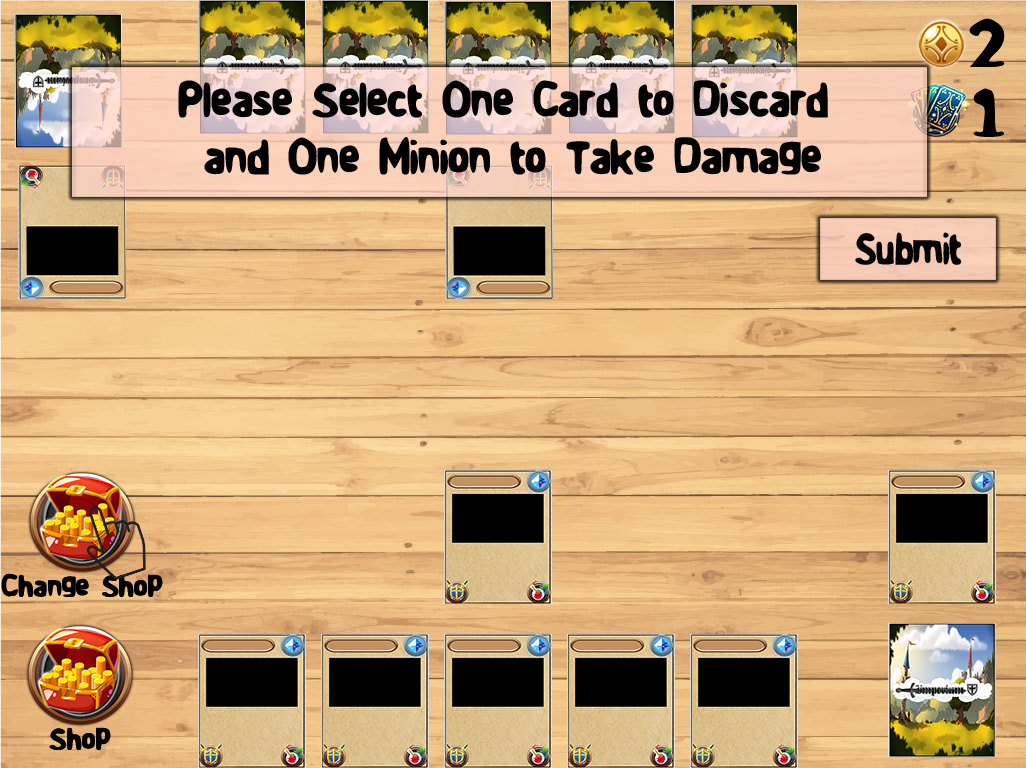 2
Please Select One Card to Discard
1
and One Minion to Take Damage
Submit
Change Shop
Shop